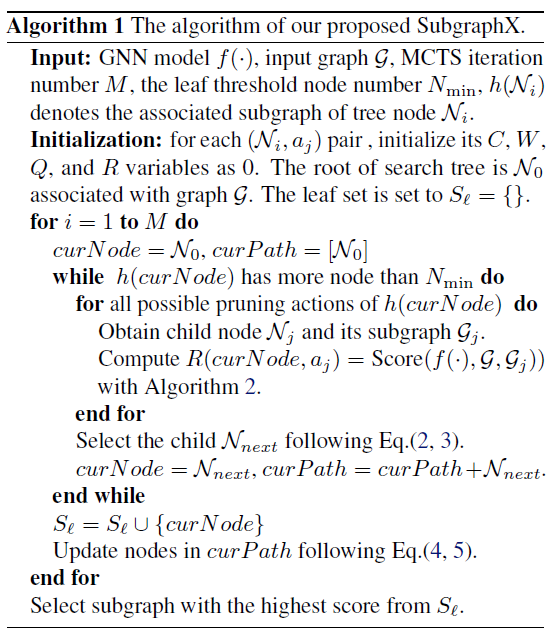 Algorithm 1 The algorithm of our proposed SubgraphX.
Input: GNN model f(·), input graph 𝒢, MCTS iteration
number M, the leaf threshold node number N_min, h(𝒩_i)
denotes the associated subgraph of tree node 𝒩_i.
Initialization: for each (𝒩_i, a_j) pair , initialize its C, W,
Q, and R variables as 0. The root of search tree is 𝒩_0
associated with graph 𝒢. The leaf set is set to S_ℓ = {}.
for i = 1 to M do
curNode = 𝒩_0, curPath = [𝒩_0]
while h(curNode) has more node than N_min do
for all possible pruning actions of h(curNode) do
Obtain child node 𝒩_j and its subgraph 𝒢_j.
Compute R(curNode, a_j) = Score(f(·), 𝒢, 𝒢_j))
with Algorithm 2.
end for
Select the child 𝒩_next following Eq.(2, 3).
curNode = 𝒩_next, curPath = curPath+𝒩_next.
end while
S_ℓ = S_ℓ ∪ {curNode}
Update nodes in curPath following Eq.(4, 5).
end for
Select subgraph with the highest score from S_ℓ.